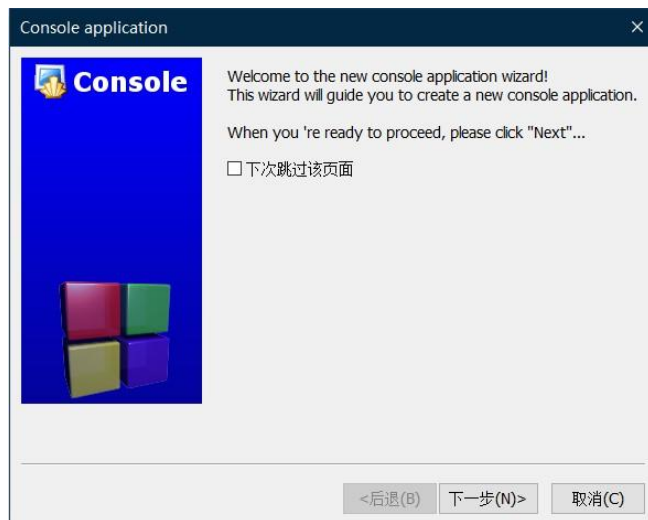 Console application
Console
Welcome to the new console application wizard!
This wizard will guide you to create a new console application.
When you 're ready to proceed, please click "Next"...
下次跳过该页面
<后退(B)
下一步(N)>
取消(C)